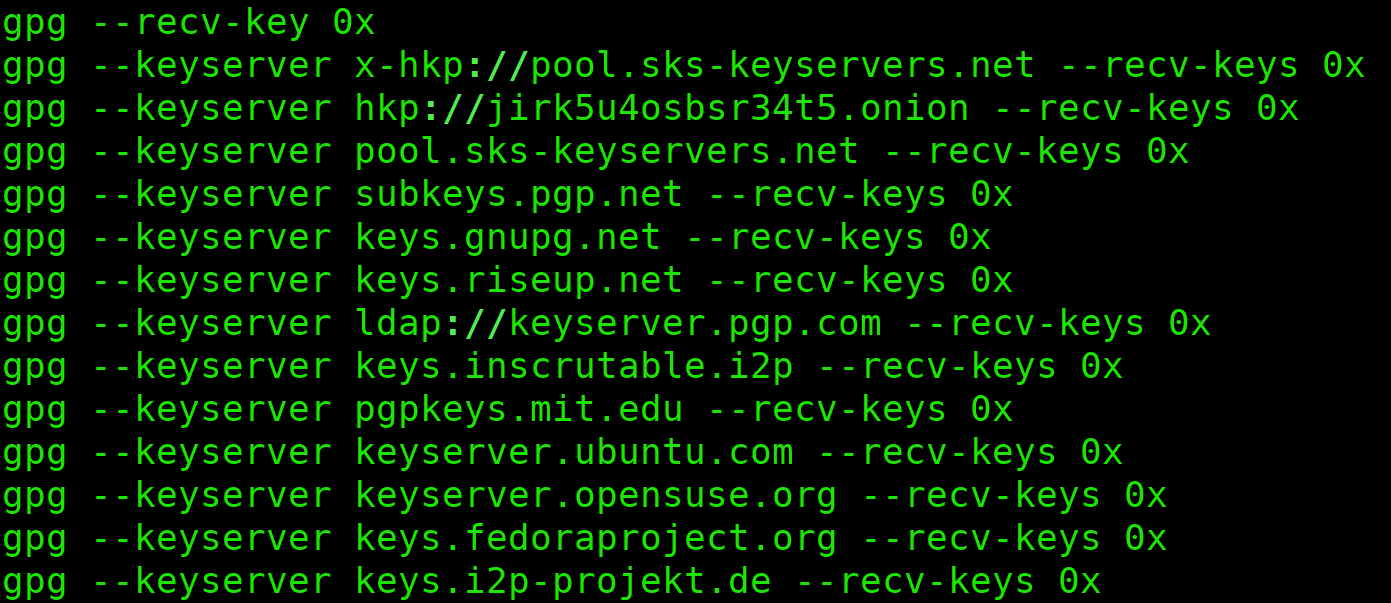 gpg --recv-key 0x
gpg --keyserver x-hkp://pool.sks-keyservers.net --recv-keys 0x
gpg --keyserver hkp://jirk5u4osbsr34t5.onion --recv-keys 0x
gpg --keyserver pool.sks-keyservers.net --recv-keys 0x
gpg --keyserver subkeys.pgp.net --recv-keys 0x
gpg --keyserver keys.gnupg.net --recv-keys 0x
gpg --keyserver keys.riseup.net --recv-keys 0x
gpg --keyserver ldap://keyserver.pgp.com --recv-keys 0x
gpg --keyserver keys.inscrutable.i2p --recv-keys 0x
gpg --keyserver pgpkeys.mit.edu --recv-keys 0x
gpg --keyserver keyserver.ubuntu.com --recv-keys 0x
gpg --keyserver keyserver.opensuse.org --recv-keys 0x
gpg --keyserver keys.fedoraproject.org --recv-keys 0x
gpg --keyserver keys.i2p-projekt.de --recv-keys 0x